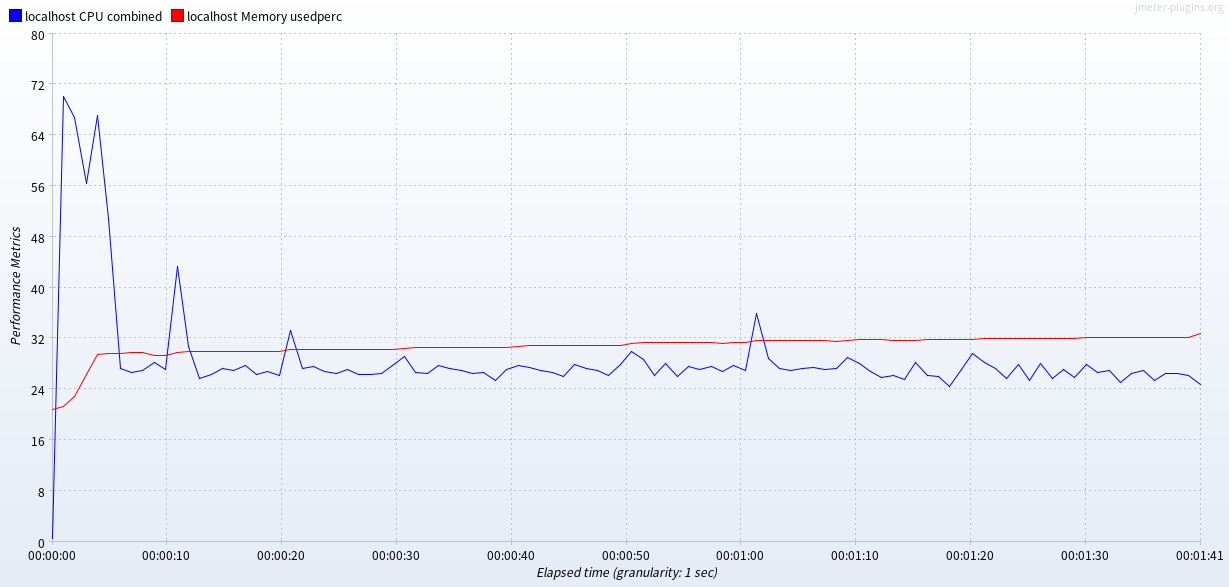 jmeter-plugins.org
localhost CPU combined localhost Memory usedperc
80
72
64
56
48
40
32
24
16
8
0
Performance Metrics
00:00:00 00:00:10 00:00:20 00:00:30 00:00:40 00:00:50 00:01:00 00:01:10 00:01:20 00:01:30 00:01:41
Elapsed time (granularity: 1 sec)